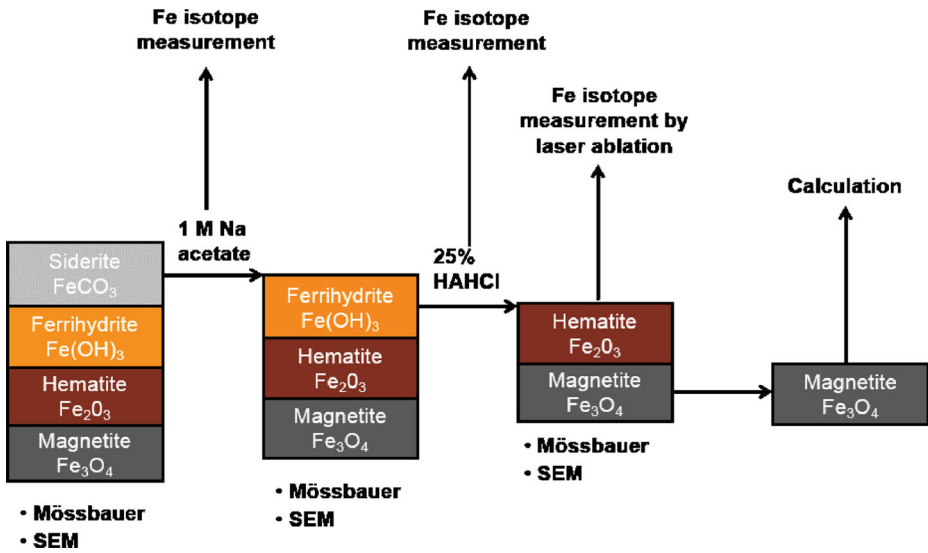 Fe isotope
measurement
Fe isotope
measurement
Fe isotope
measurement by
laser ablation
Calculation
1 M Na
acetate
25%
HAHCl
Siderite
FeCO₃
Ferrihydrite
Fe(OH)₃
Hematite
Fe₂0₃
Magnetite
Fe₃O₄
• Mössbauer
• SEM
Ferrihydrite
Fe(OH)₃
Hematite
Fe₂0₃
Magnetite
Fe₃O₄
• Mössbauer
• SEM
Hematite
Fe₂0₃
Magnetite
Fe₃O₄
• Mössbauer
• SEM
Magnetite
Fe₃O₄